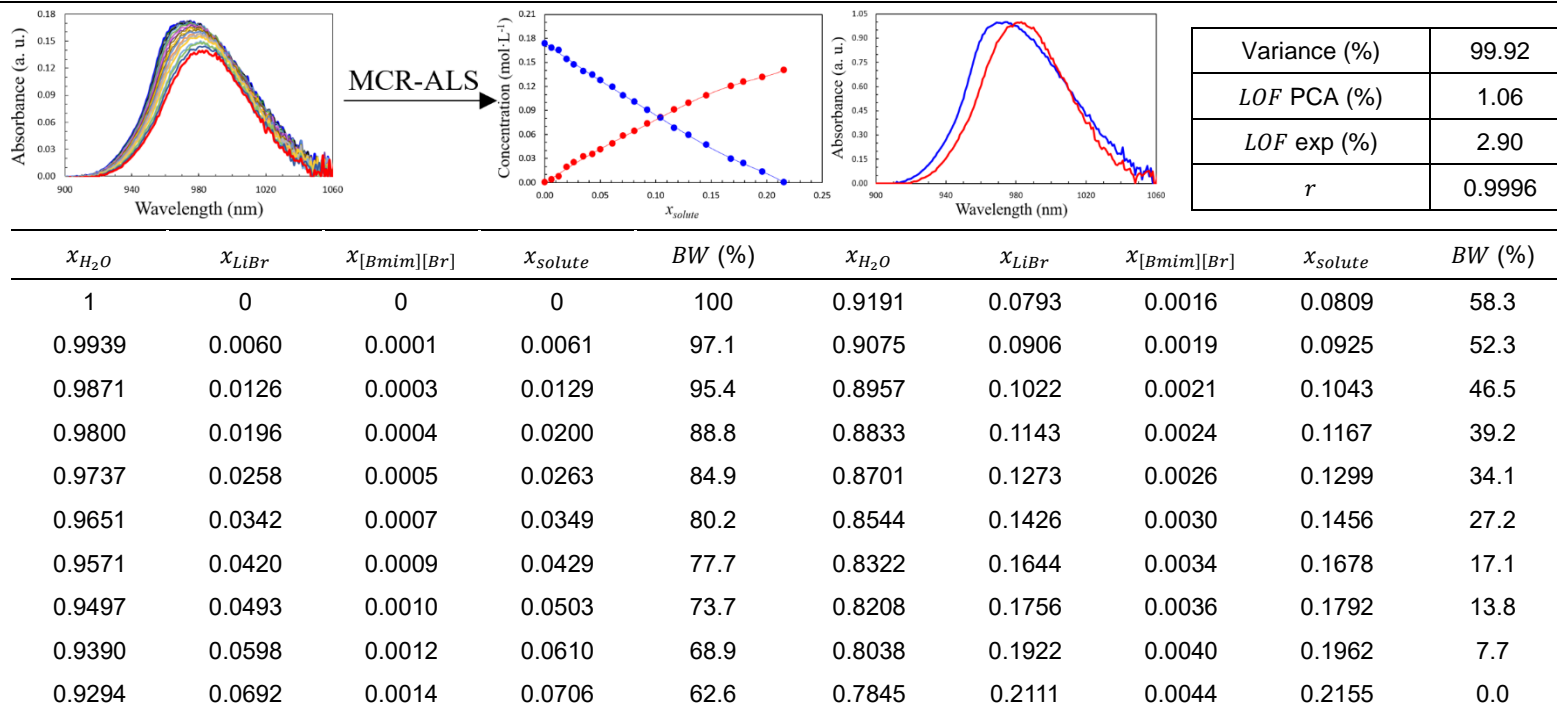 0.18
0.15
0.12
0.09
0.06
0.03
0.00
900 940 980 1020 1060
Absorbance (a. u.)
Wavelength (nm)
MCR-ALS
0.21
0.18
0.15
0.12
0.09
0.06
0.03
0.00
0.00 0.05 0.10 0.15 0.20 0.25
Concentration (mol·L⁻¹)
x_solute
1.05
0.90
0.75
0.60
0.45
0.30
0.15
0.00
900 940 980 1020 1060
Absorbance (a. u.)
Wavelength (nm)
Variance (%) 99.92
LOF PCA (%) 1.06
LOF exp (%) 2.90
r 0.9996
x_H₂O x_LiBr x_[Bmim][Br] x_solute BW (%) x_H₂O x_LiBr x_[Bmim][Br] x_solute BW (%)
1 0 0 0 100 0.9191 0.0793 0.0016 0.0809 58.3
0.9939 0.0060 0.0001 0.0061 97.1 0.9075 0.0906 0.0019 0.0925 52.3
0.9871 0.0126 0.0003 0.0129 95.4 0.8957 0.1022 0.0021 0.1043 46.5
0.9800 0.0196 0.0004 0.0200 88.8 0.8833 0.1143 0.0024 0.1167 39.2
0.9737 0.0258 0.0005 0.0263 84.9 0.8701 0.1273 0.0026 0.1299 34.1
0.9651 0.0342 0.0007 0.0349 80.2 0.8544 0.1426 0.0030 0.1456 27.2
0.9571 0.0420 0.0009 0.0429 77.7 0.8322 0.1644 0.0034 0.1678 17.1
0.9497 0.0493 0.0010 0.0503 73.7 0.8208 0.1756 0.0036 0.1792 13.8
0.9390 0.0598 0.0012 0.0610 68.9 0.8038 0.1922 0.0040 0.1962 7.7
0.9294 0.0692 0.0014 0.0706 62.6 0.7845 0.2111 0.0044 0.2155 0.0